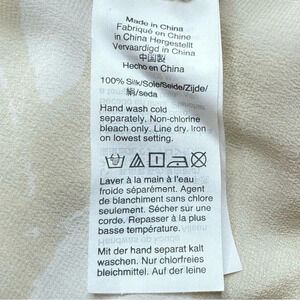 Made in China
Fabriqué en Chine
in China Hergestellt
Vervaardigd in China
中国製
Hecho en China
100% Silk/Soie/Seide/Zijde/
絹/seda
Hand wash cold
separately. Non-chlorine
bleach only. Line dry. Iron
on lowest setting.
Laver à la main à l'eau
froide séparément. Agent
de blanchiment sans chlore
seulement. Sécher sur une
corde. Repasser à la plus
basse température.
Mit der hand separat kalt
waschen. Nur chlorfreies
bleichmittel. Auf der leine